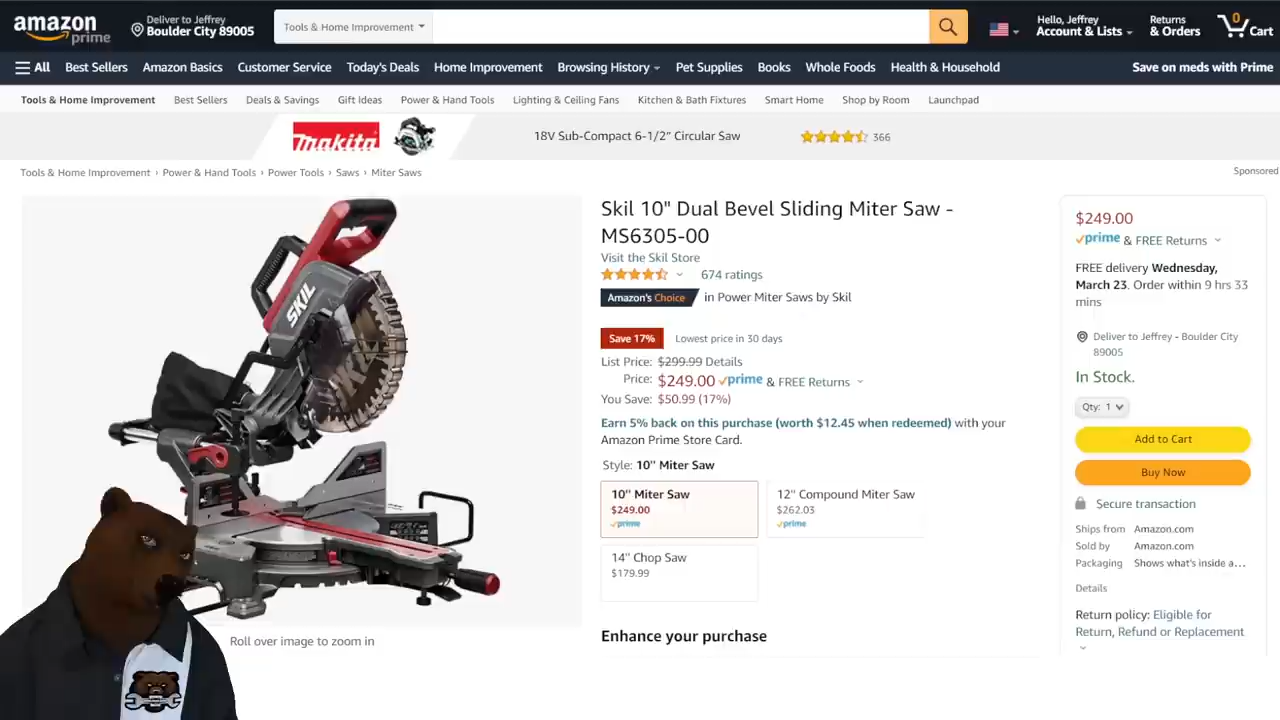 amazon
prime
Deliver to Jeffrey
Boulder City 89005
Tools & Home Improvement
Hello, Jeffrey
Account & Lists
Returns
& Orders
0
Cart
All
Best Sellers
Amazon Basics
Customer Service
Today's Deals
Home Improvement
Browsing History
Pet Supplies
Books
Whole Foods
Health & Household
Save on meds with Prime
Tools & Home Improvement
Best Sellers
Deals & Savings
Gift Ideas
Power & Hand Tools
Lighting & Ceiling Fans
Kitchen & Bath Fixtures
Smart Home
Shop by Room
Launchpad
makita
18V Sub-Compact 6-1/2" Circular Saw
366
Tools & Home Improvement › Power & Hand Tools › Power Tools › Saws › Miter Saws
Sponsored
SKIL
Roll over image to zoom in
Skil 10" Dual Bevel Sliding Miter Saw -
MS6305-00
Visit the Skil Store
674 ratings
Amazon's Choice in Power Miter Saws by Skil
Save 17% Lowest price in 30 days
List Price: $299.99 Details
Price: $249.00 prime & FREE Returns
You Save: $50.99 (17%)
Earn 5% back on this purchase (worth $12.45 when redeemed) with your
Amazon Prime Store Card.
Style: 10" Miter Saw
10" Miter Saw
$249.00
prime
12" Compound Miter Saw
$262.03
prime
14" Chop Saw
$179.99
Enhance your purchase
$249.00
prime & FREE Returns
FREE delivery Wednesday,
March 23. Order within 9 hrs 33
mins
Deliver to Jeffrey - Boulder City
89005
In Stock.
Qty: 1
Add to Cart
Buy Now
Secure transaction
Ships from Amazon.com
Sold by Amazon.com
Packaging Shows what's inside a…
Details
Return policy: Eligible for
Return, Refund or Replacement